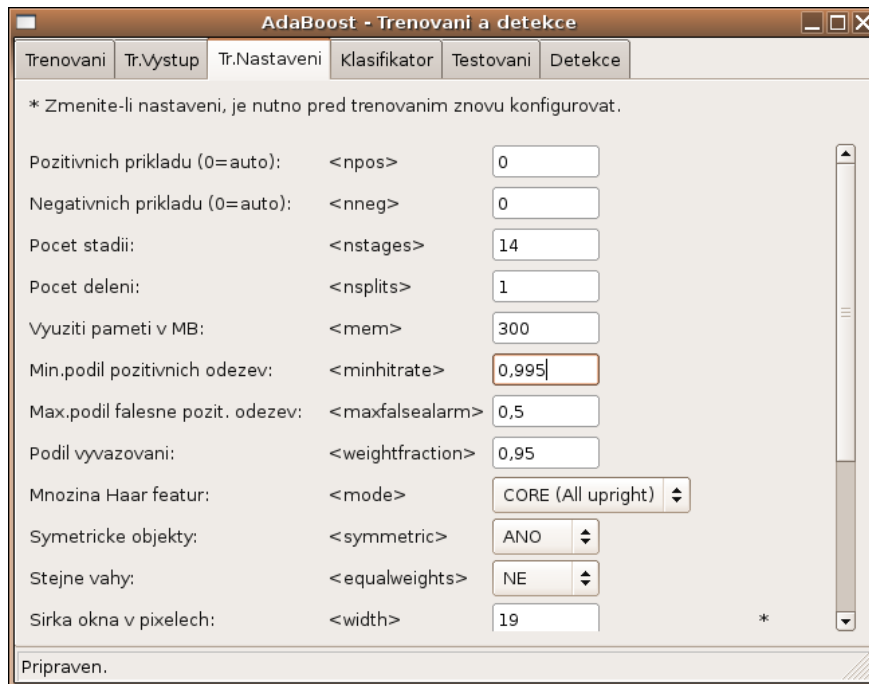 AdaBoost - Trenovani a detekce
Trenovani Tr.Vystup Tr.Nastaveni Klasifikator Testovani Detekce
* Zmenite-li nastaveni, je nutno pred trenovanim znovu konfigurovat.
Pozitivnich prikladu (0=auto): <npos> 0
Negativnich prikladu (0=auto): <nneg> 0
Pocet stadii: <nstages> 14
Pocet deleni: <nsplits> 1
Vyuziti pameti v MB: <mem> 300
Min.podil pozitivnich odezev: <minhitrate> 0,995
Max.podil falesne pozit. odezev: <maxfalsealarm> 0,5
Podil vyvazovani: <weightfraction> 0,95
Mnozina Haar featur: <mode> CORE (All upright)
Symetricke objekty: <symmetric> ANO
Stejne vahy: <equalweights> NE
Sirka okna v pixelech: <width> 19 *
Pripraven.